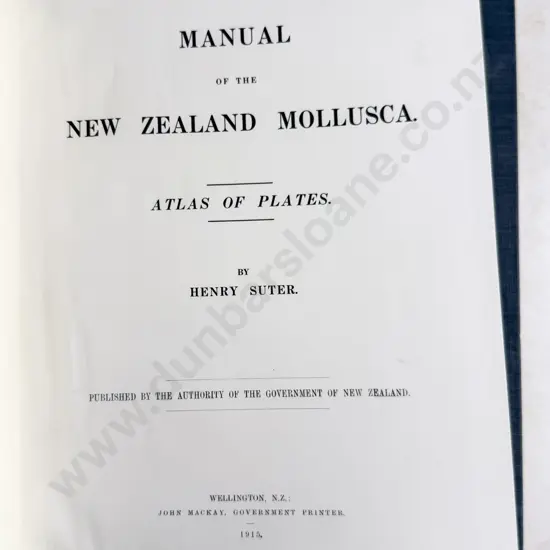 MANUAL
OF THE
NEW ZEALAND MOLLUSCA.
ATLAS OF PLATES.
BY
HENRY SUTER.
PUBLISHED BY THE AUTHORITY OF THE GOVERNMENT OF NEW ZEALAND.
WELLINGTON, N.Z.:
JOHN MACKAY, GOVERNMENT PRINTER.
1915.
www.dunbarsloane.co.nz